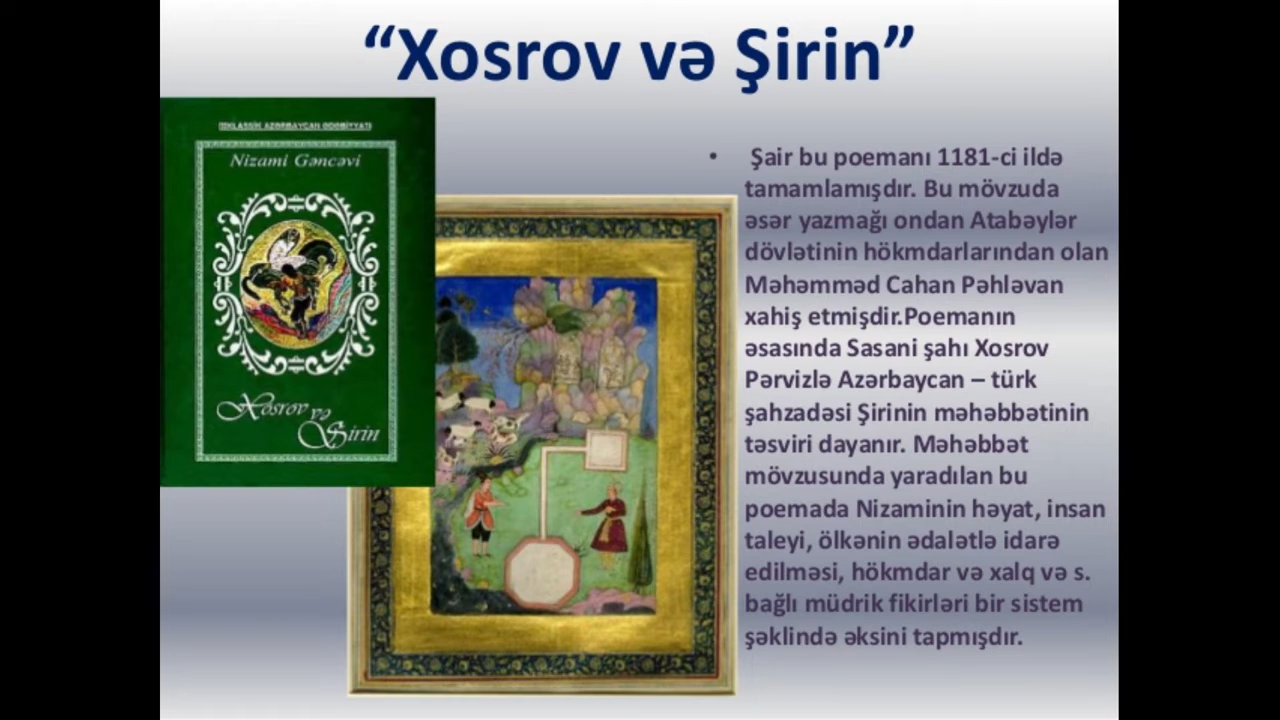 “Xosrov və Şirin”
KLASSİK AZƏRBAYCAN ƏDƏBİYYATI
Nizami Gəncəvi
Xosrov
və
Şirin
• Şair bu poemanı 1181-ci ildə
tamamlamışdır. Bu mövzuda
əsər yazmağı ondan Atabəylər
dövlətinin hökmdarlarından olan
Məhəmməd Cahan Pəhləvan
xahiş etmişdir.Poemanın
əsasında Sasani şahı Xosrov
Pərvizlə Azərbaycan – türk
şahzadəsi Şirinin məhəbbətinin
təsviri dayanır. Məhəbbət
mövzusunda yaradılan bu
poemada Nizaminin həyat, insan
taleyi, ölkənin ədalətlə idarə
edilməsi, hökmdar və xalq və s.
bağlı müdrik fikirləri bir sistem
şəklində əksini tapmışdır.